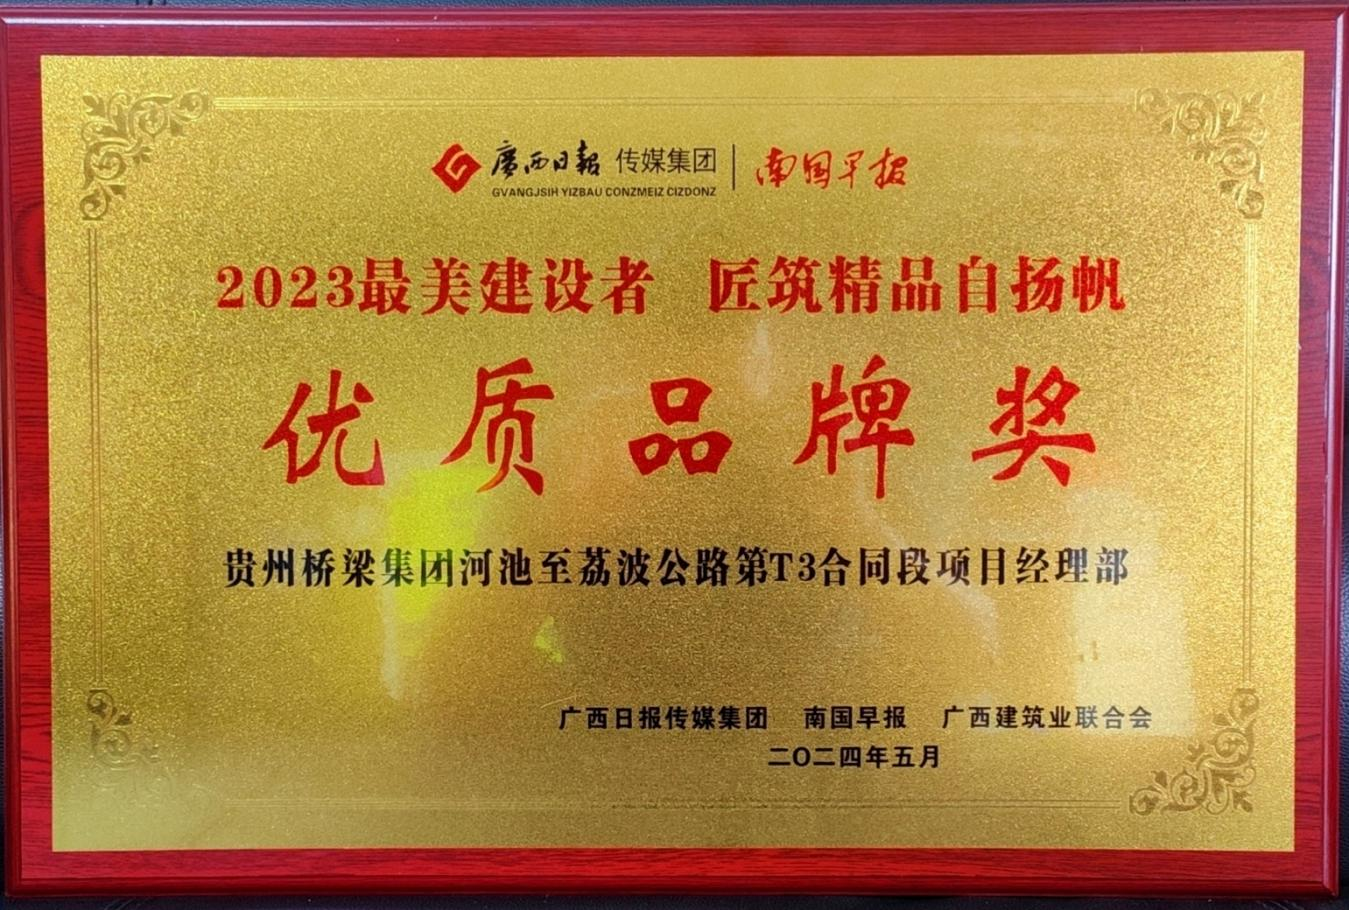 廣西日報 传媒集团 南国早报
GVANGJSIH YIZBAU CONZMEIZ CIZDONZ
2023最美建设者 匠筑精品自扬帆
优质品牌奖
贵州桥梁集团河池至荔波公路第T3合同段项目经理部
广西日报传媒集团 南国早报 广西建筑业联合会
二〇二四年五月